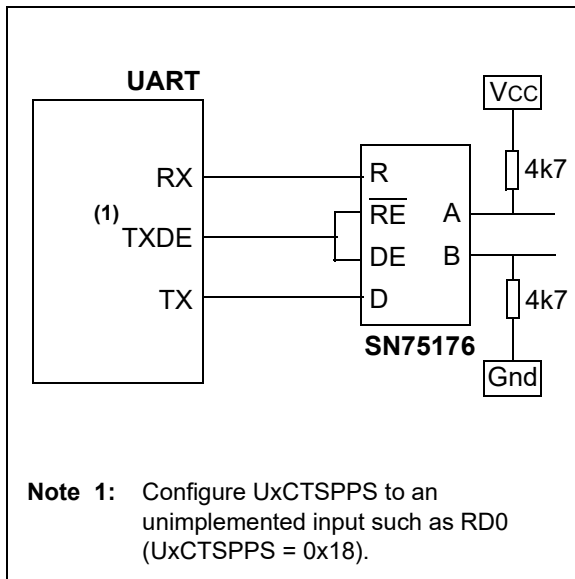 UART
VCC
RX
R
4k7
(1)
RE
A
TXDE
DE
B
TX
D
4k7
SN75176
Gnd
Note 1: Configure UxCTSPPS to an
unimplemented input such as RD0
(UxCTSPPS = 0x18).